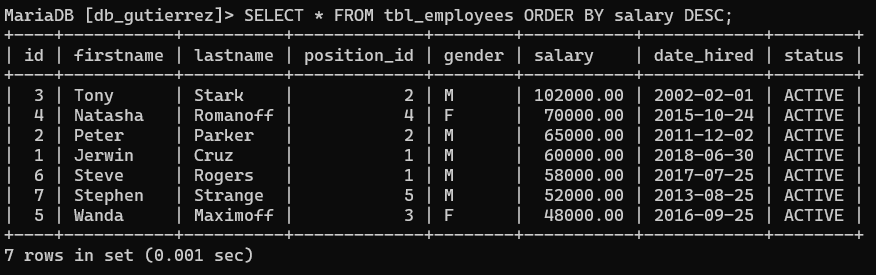 MariaDB [db_gutierrez]> SELECT * FROM tbl_employees ORDER BY salary DESC;
+----+-----------+----------+-------------+--------+-----------+------------+--------+
| id | firstname | lastname | position_id | gender | salary    | date_hired | status |
+----+-----------+----------+-------------+--------+-----------+------------+--------+
|  3 | Tony      | Stark    |           2 | M      | 102000.00 | 2002-02-01 | ACTIVE |
|  4 | Natasha   | Romanoff |           4 | F      |  70000.00 | 2015-10-24 | ACTIVE |
|  2 | Peter     | Parker   |           2 | M      |  65000.00 | 2011-12-02 | ACTIVE |
|  1 | Jerwin    | Cruz     |           1 | M      |  60000.00 | 2018-06-30 | ACTIVE |
|  6 | Steve     | Rogers   |           1 | M      |  58000.00 | 2017-07-25 | ACTIVE |
|  7 | Stephen   | Strange  |           5 | M      |  52000.00 | 2013-08-25 | ACTIVE |
|  5 | Wanda     | Maximoff |           3 | F      |  48000.00 | 2016-09-25 | ACTIVE |
+----+-----------+----------+-------------+--------+-----------+------------+--------+
7 rows in set (0.001 sec)